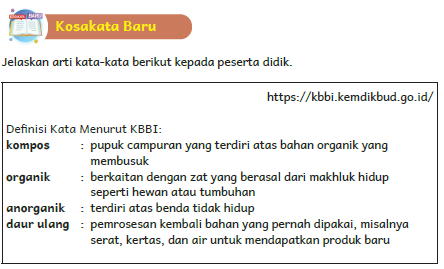 Kosakata Baru
Jelaskan arti kata-kata berikut kepada peserta didik.
https://kbbi.kemdikbud.go.id/
Definisi Kata Menurut KBBI:
kompos : pupuk campuran yang terdiri atas bahan organik yang
membusuk
organik : berkaitan dengan zat yang berasal dari makhluk hidup
seperti hewan atau tumbuhan
anorganik : terdiri atas benda tidak hidup
daur ulang : pemrosesan kembali bahan yang pernah dipakai, misalnya
serat, kertas, dan air untuk mendapatkan produk baru